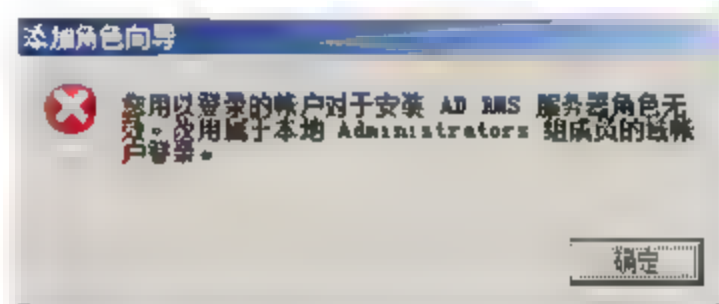 添加角色向导
您用以登录的帐户对于安装 AD RMS 服务器角色无
效。使用属于本地 Administrators 组成员的域帐
户登录。
确定